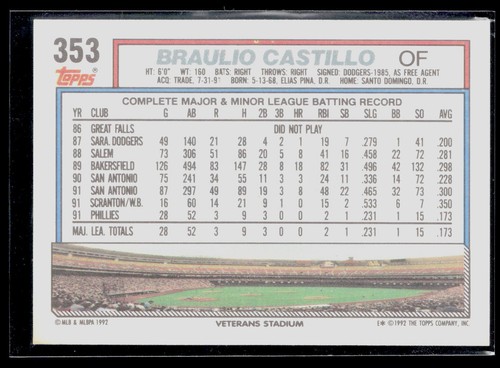 353
Topps
BRAULIO CASTILLO OF
HT: 6'0" WT: 160 BATS: RIGHT THROWS: RIGHT SIGNED: DODGERS-1985, AS FREE AGENT
ACQ: TRADE, 7-31-91 BORN: 5-13-68, ELIAS PINA, D.R. HOME: SANTO DOMINGO, D.R.
COMPLETE MAJOR & MINOR LEAGUE BATTING RECORD
YR CLUB G AB R H 2B 3B HR RBI SB SLG BB SO AVG
86 GREAT FALLS DID NOT PLAY
87 SARA. DODGERS 49 140 21 28 4 2 1 19 7 .279 1 41 .200
88 SALEM 73 306 51 86 20 5 8 41 16 .458 22 72 .281
89 BAKERSFIELD 126 494 83 147 28 4 18 82 31 .496 42 132 .298
90 SAN ANTONIO 75 241 34 55 11 3 3 24 11 .336 14 72 .228
91 SAN ANTONIO 87 297 49 89 19 3 8 48 22 .465 32 73 .300
91 SCRANTON/W.B. 16 60 14 21 9 1 0 15 2 .533 6 7 .350
91 PHILLIES 28 52 3 9 3 0 0 2 1 .231 1 15 .173
MAJ. LEA. TOTALS 28 52 3 9 3 0 0 2 1 .231 1 15 .173
© MLB & MLBPA 1992
VETERANS STADIUM
E* © 1992 THE TOPPS COMPANY, INC.